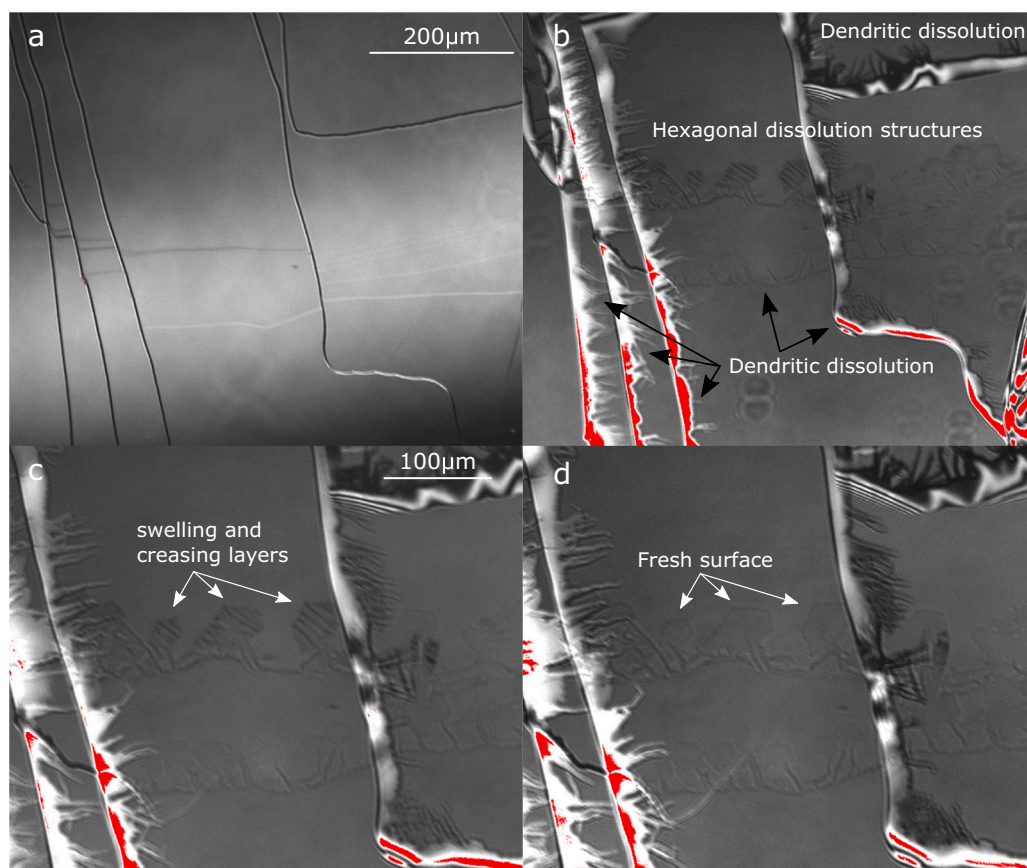 a
200μm
b
Dendritic dissolution
Hexagonal dissolution structures
Dendritic dissolution
c
100μm
swelling and
creasing layers
d
Fresh surface